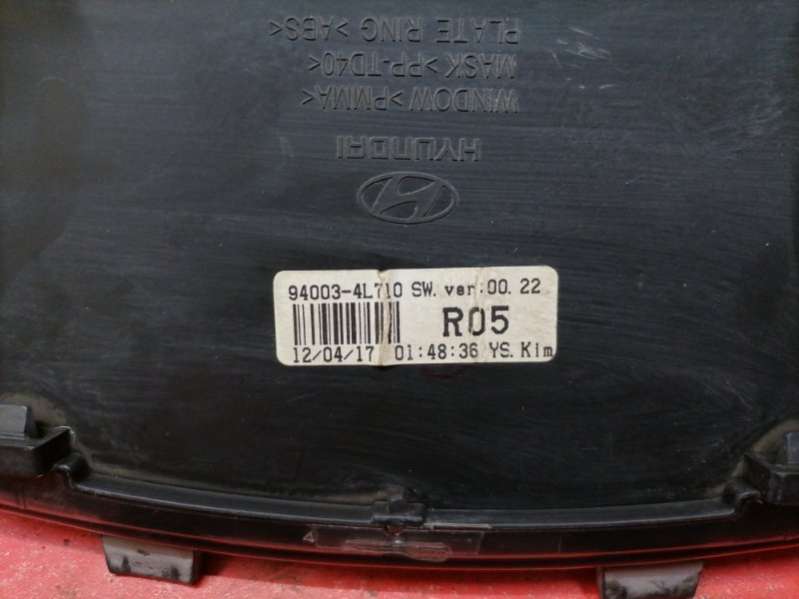 HYUNDAI
WINDOW >PMMA<
MASK >PP-TD40<
PLATE RING >ABS<
94003-4L710 SW. ver:00. 22
R05
12/04/17 01:48:36 YS. Kim